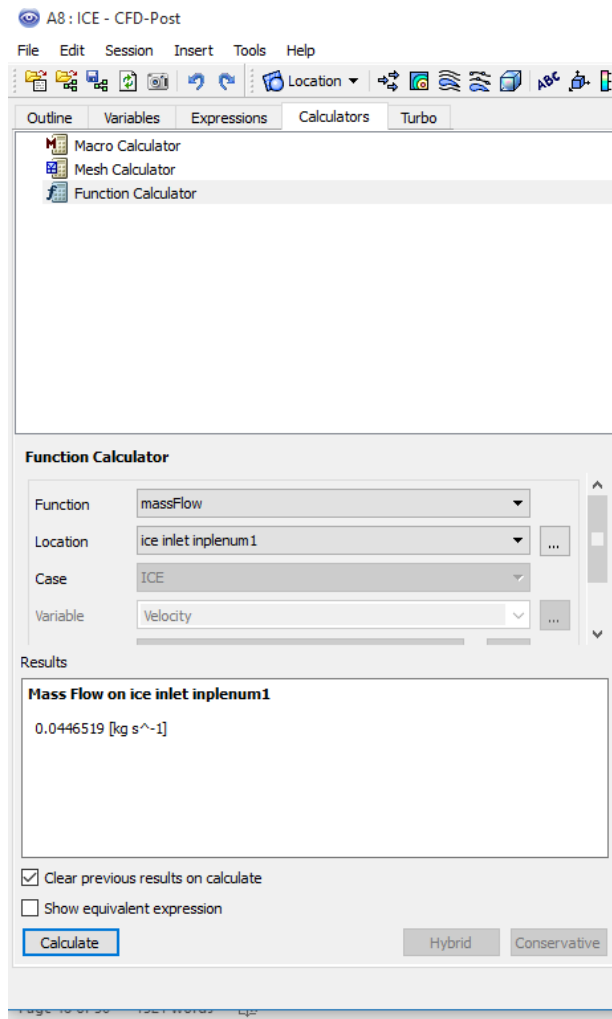 A8 : ICE - CFD-Post
File Edit Session Insert Tools Help
Location ABC
Outline Variables Expressions Calculators Turbo
Macro Calculator
Mesh Calculator
Function Calculator
Function Calculator
Function massFlow
Location ice inlet inplenum1 ...
Case ICE
Variable Velocity ...
Results
Mass Flow on ice inlet inplenum1
0.0446519 [kg s^-1]
Clear previous results on calculate
Show equivalent expression
Calculate Hybrid Conservative